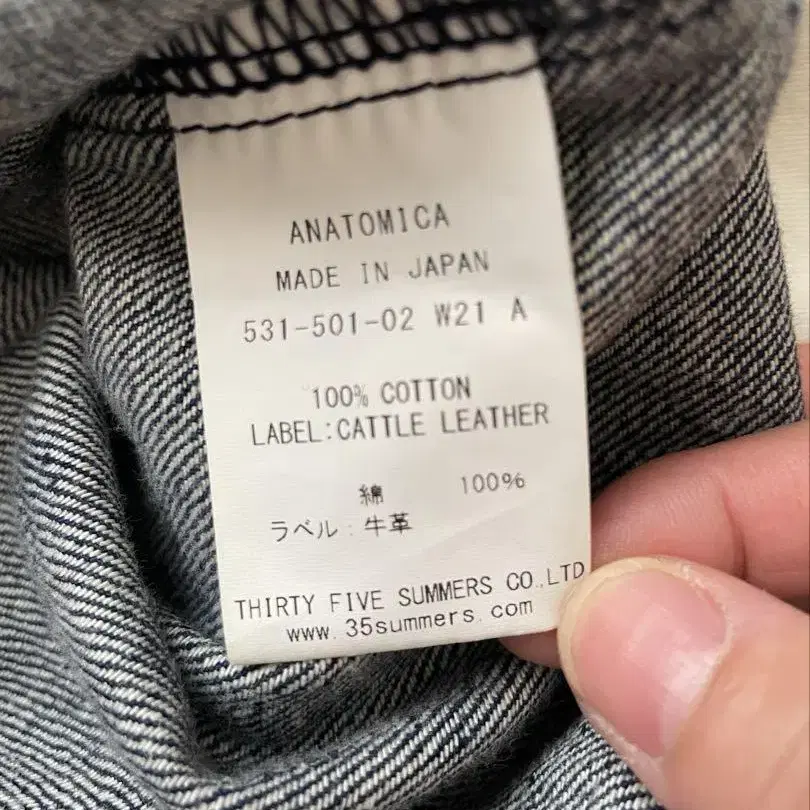 ANATOMICA
MADE IN JAPAN
531-501-02 W21 A
100% COTTON
LABEL:CATTLE LEATHER
綿 100%
ラベル:牛革
THIRTY FIVE SUMMERS CO.,LTD
www.35summers.com